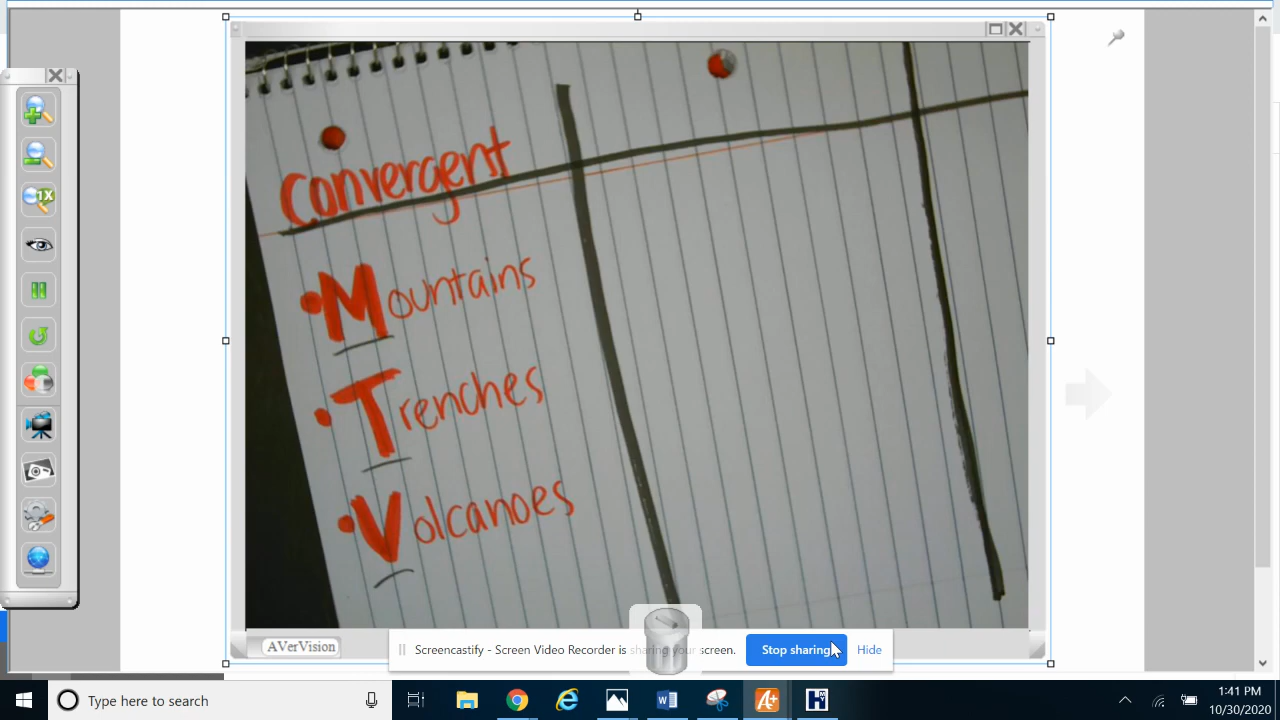 Convergent
•Mountains
•Trenches
•Volcanoes
AVerVision
Screencastify - Screen Video Recorder is sharing your screen.
Stop sharing
Hide
1X
Type here to search
1:41 PM
10/30/2020